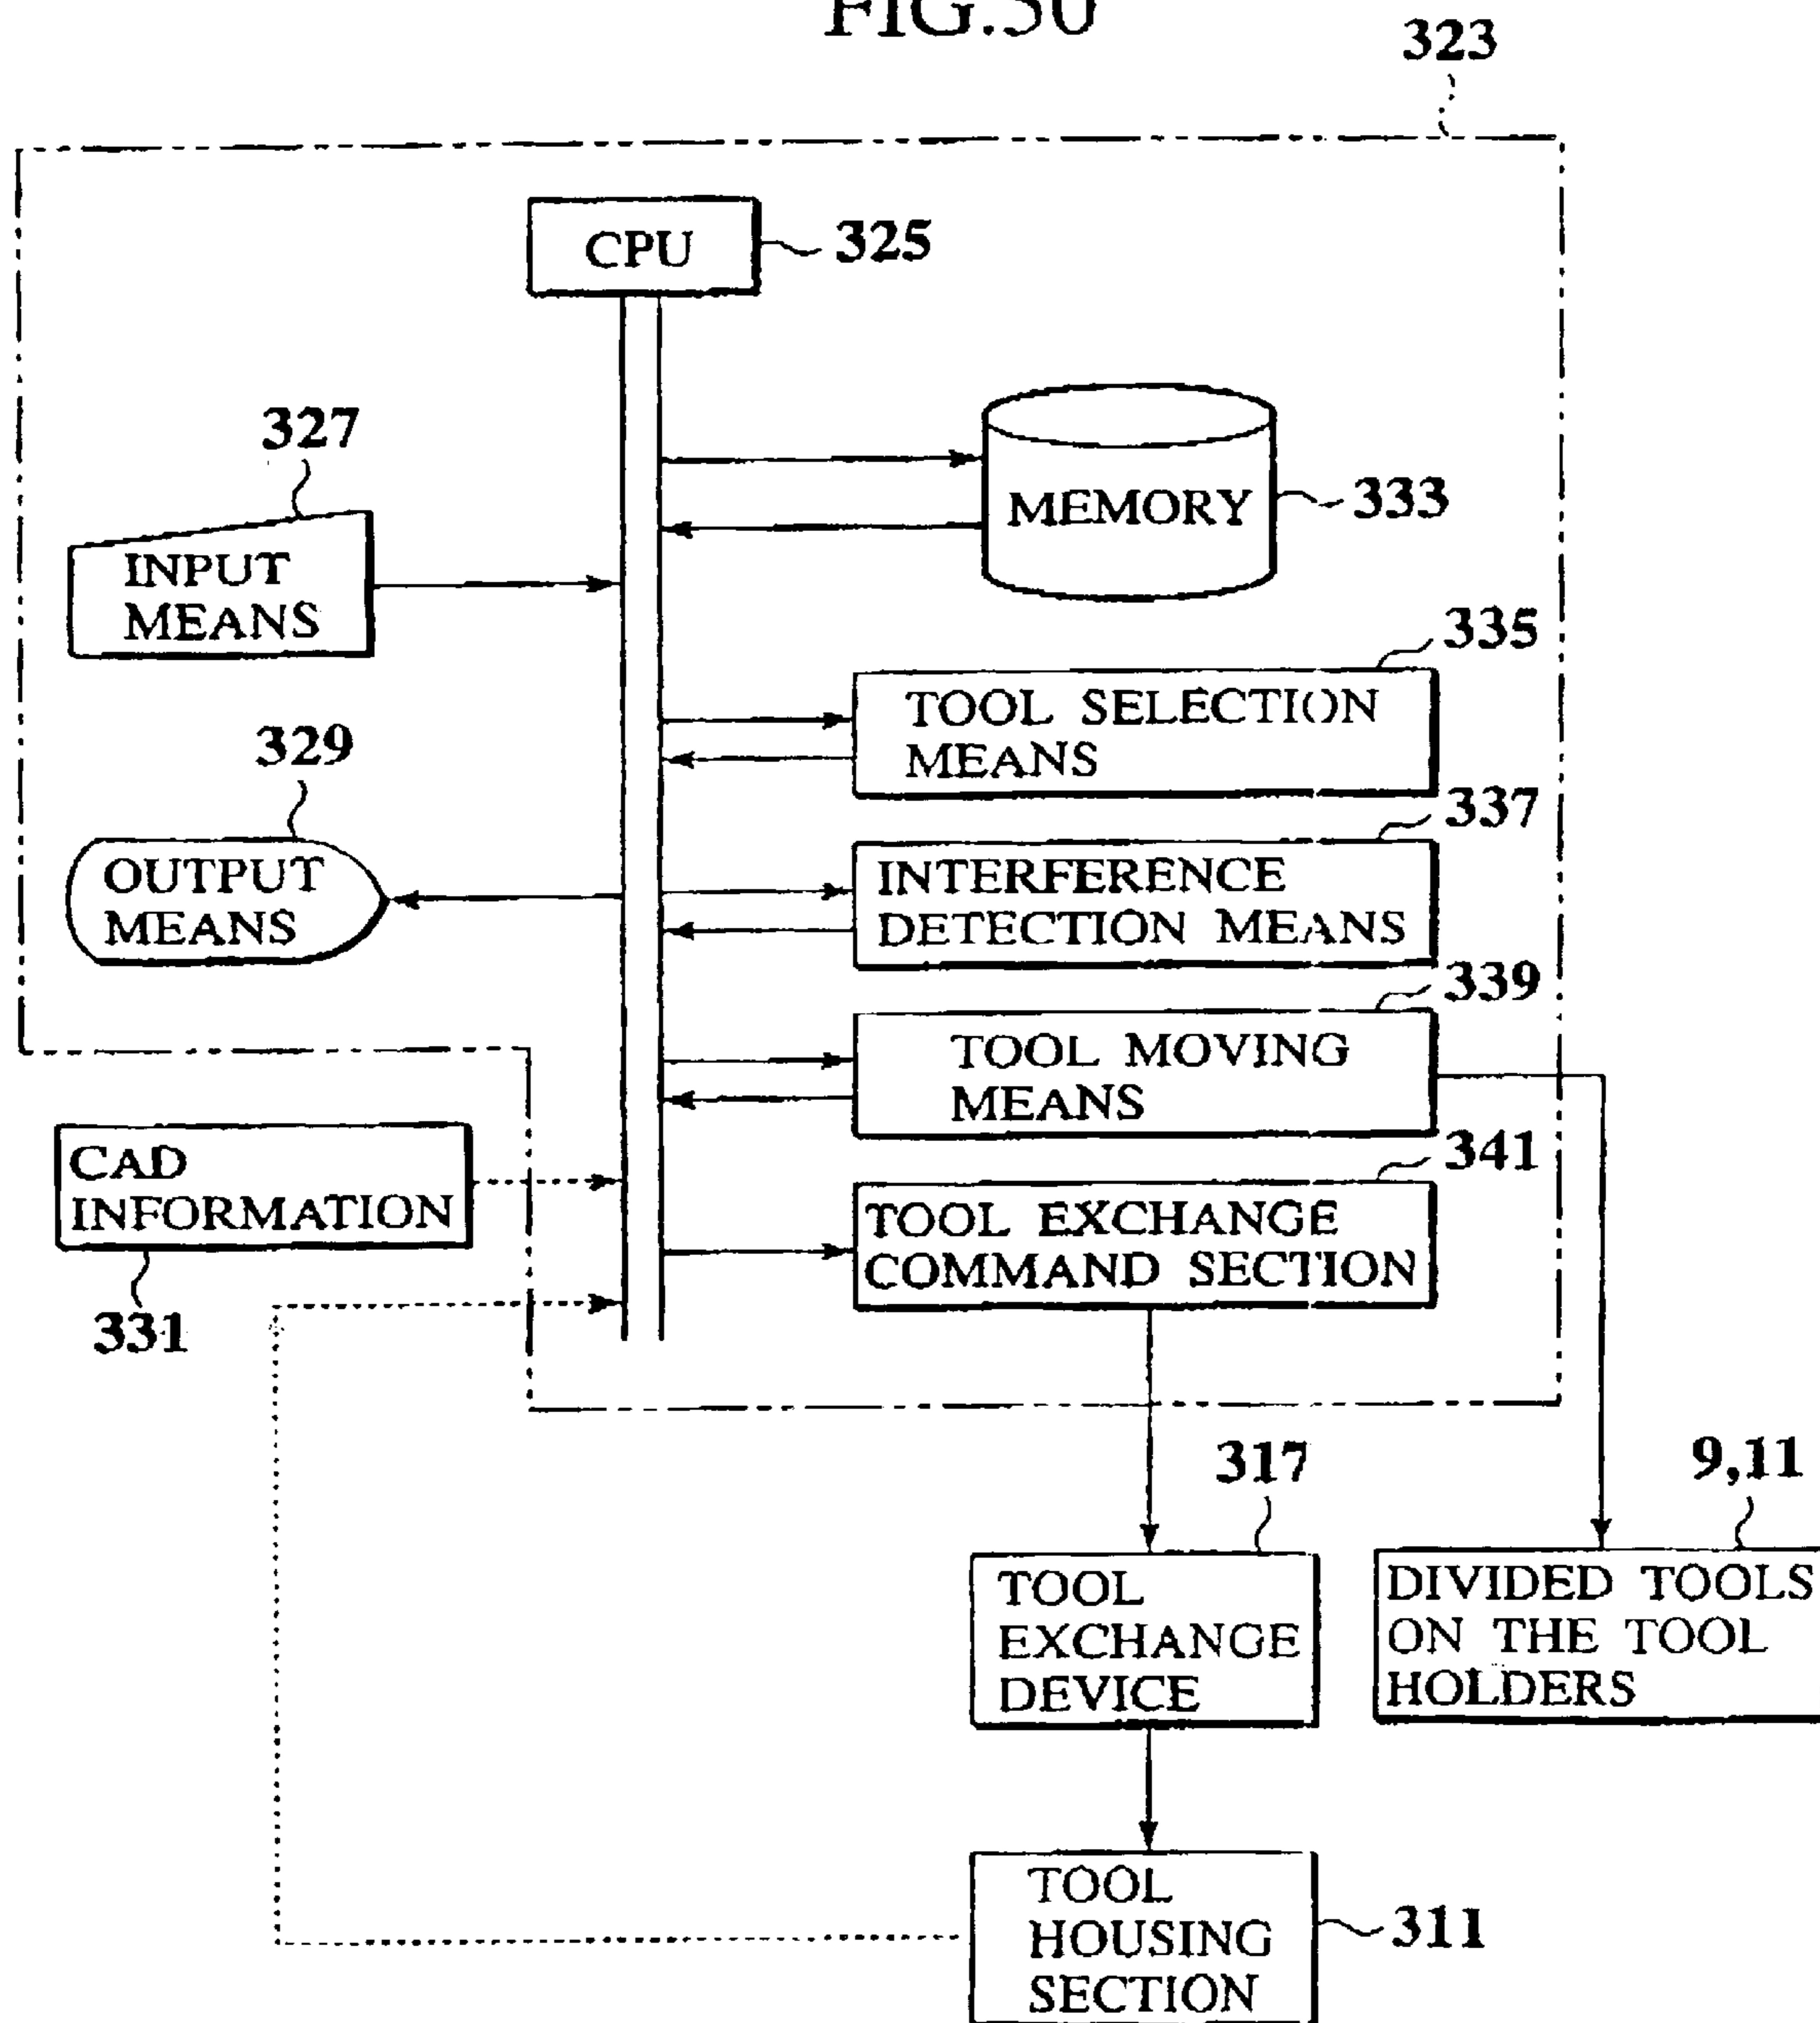 FIG.30
323
CPU
325
327
MEMORY
333
INPUT
MEANS
335
TOOL SELECTION
MEANS
329
337
OUTPUT
MEANS
INTERFERENCE
DETECTION MEANS
339
TOOL MOVING
MEANS
CAD
INFORMATION
341
TOOL EXCHANGE
COMMAND SECTION
331
317
9,11
TOOL
EXCHANGE
DEVICE
DIVIDED TOOLS
ON THE TOOL
HOLDERS
TOOL
HOUSING
SECTION
311